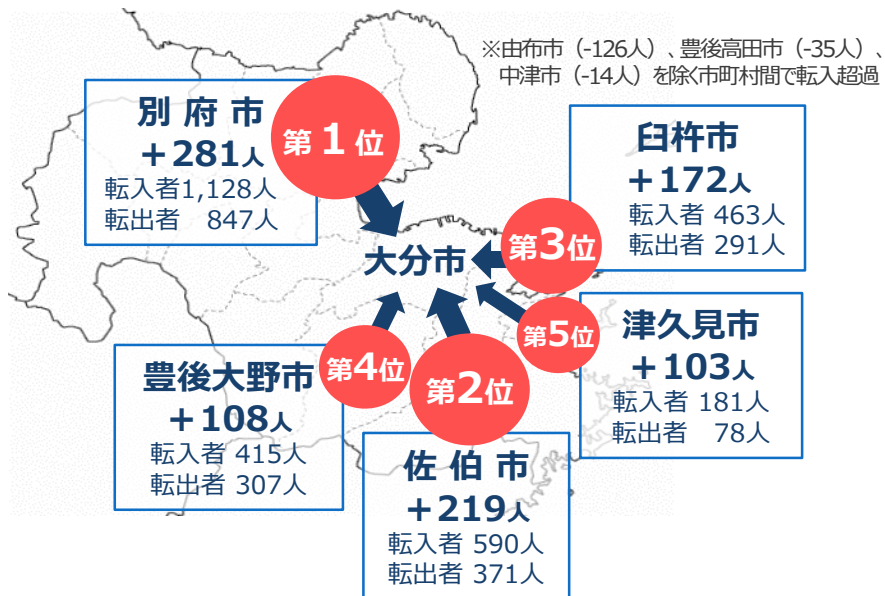 ※由布市（-126人）、豊後高田市（-35人）、
中津市（-14人）を除く市町村間で転入超過
別府市
+281人
転入者1,128人
転出者 847人
第1位
臼杵市
+172人
転入者 463人
転出者 291人
第3位
大分市
津久見市
+103人
転入者 181人
転出者 78人
第5位
豊後大野市
+108人
転入者 415人
転出者 307人
第4位
第2位
佐伯市
+219人
転入者 590人
転出者 371人